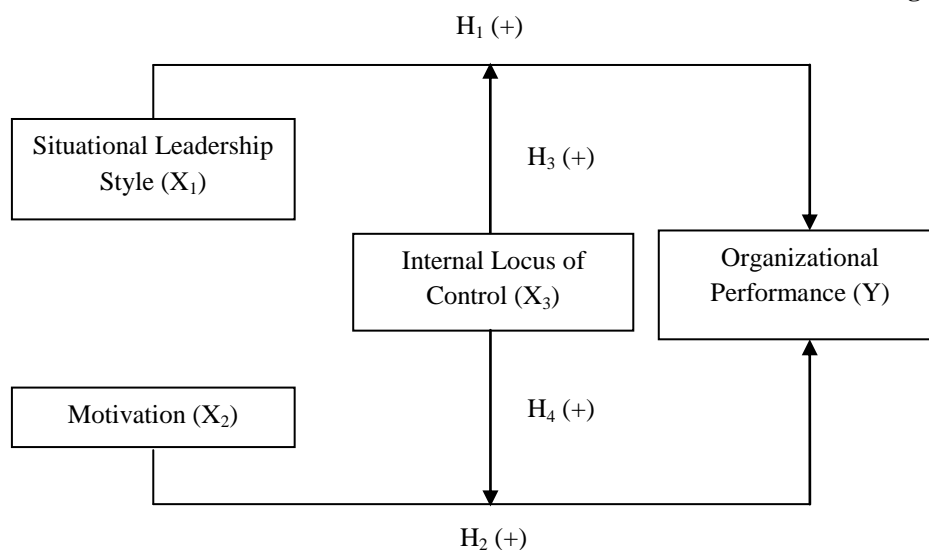 g
H₁ (+)
Situational Leadership
Style (X₁)
H₃ (+)
Internal Locus of
Control (X₃)
Organizational
Performance (Y)
Motivation (X₂)
H₄ (+)
H₂ (+)